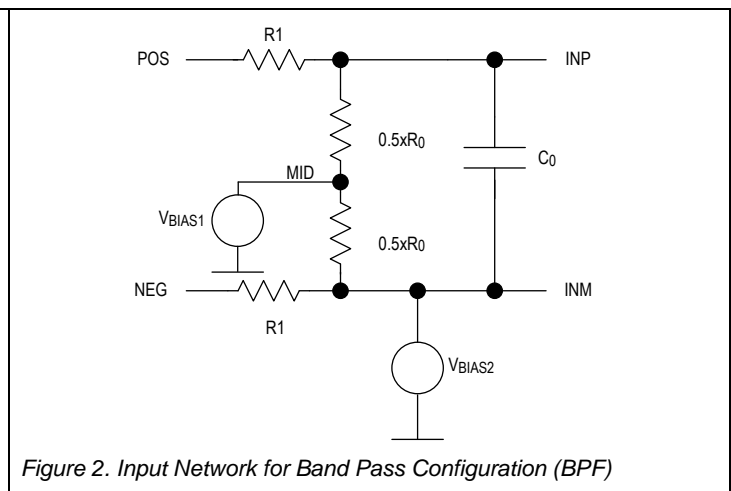 R1
POS
INP
0.5xR0
C0
MID
VBIAS1
0.5xR0
NEG
INM
R1
VBIAS2
Figure 2. Input Network for Band Pass Configuration (BPF)